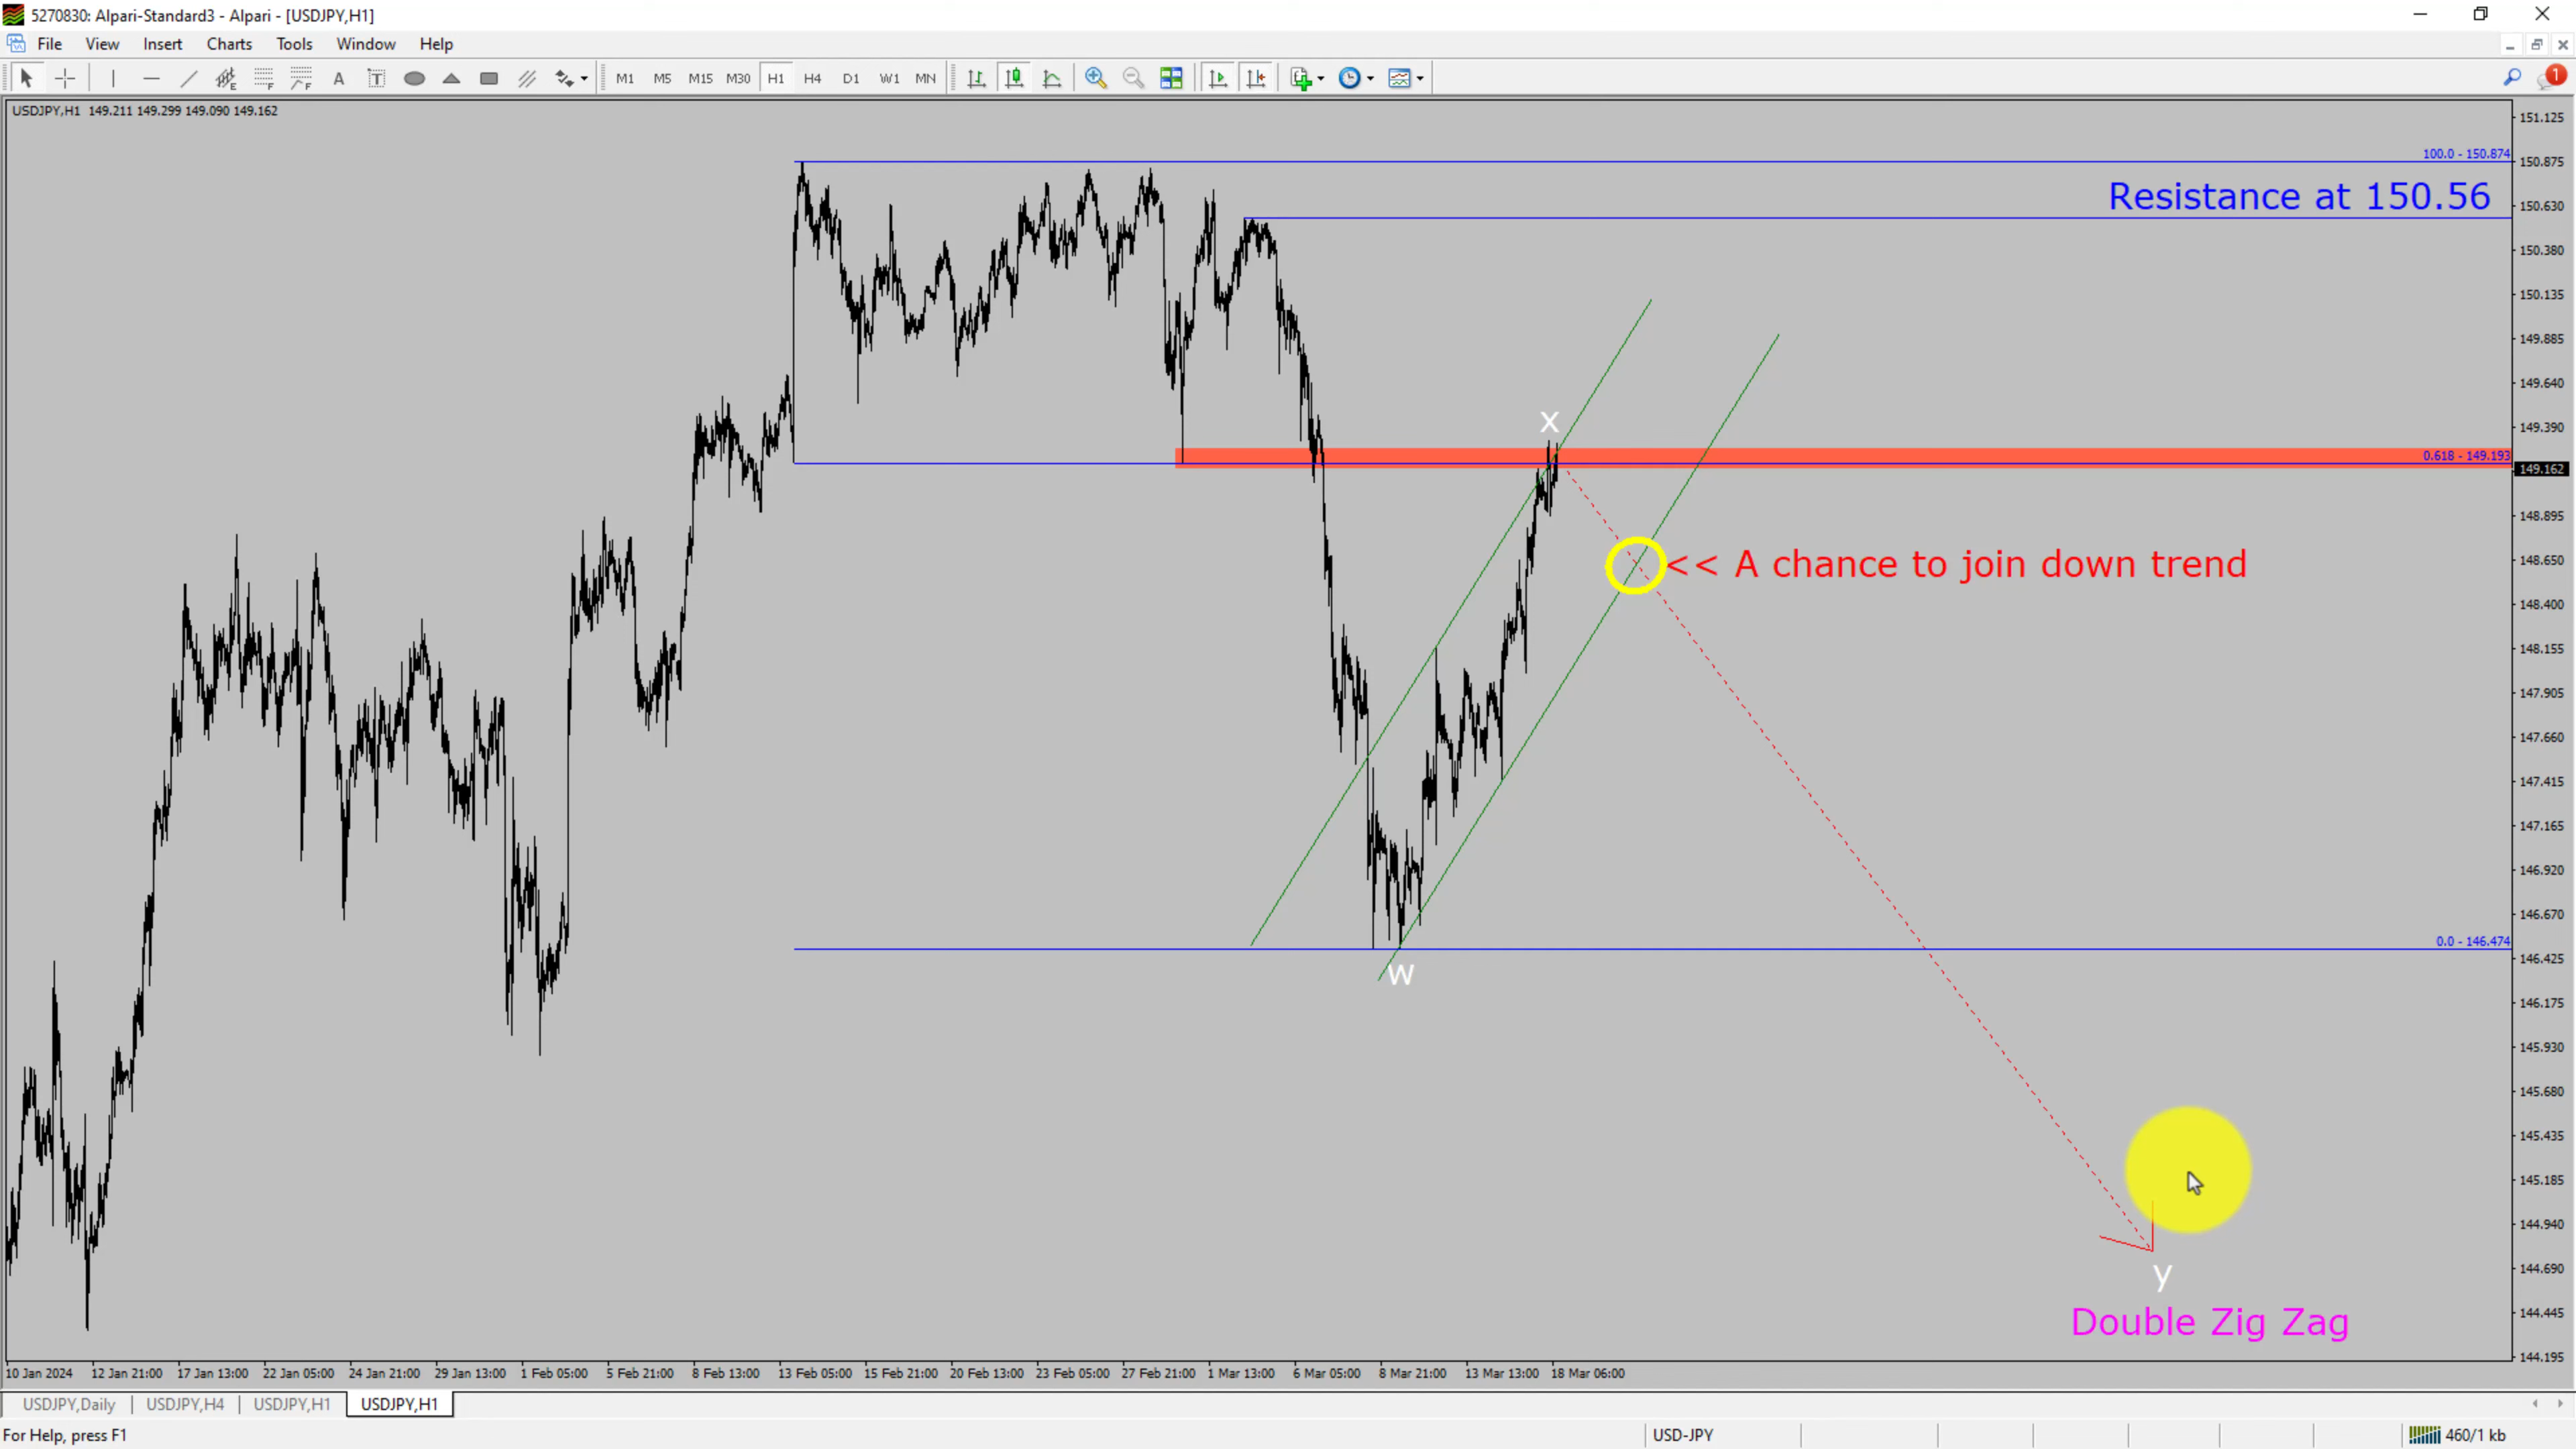 5270830: Alpari-Standard3 - Alpari - [USDJPY,H1]
File View Insert Charts Tools Window Help
A T M1 M5 M15 M30 H1 H4 D1 W1 MN 1
USDJPY,H1 149.211 149.299 149.090 149.162
151.125
100.0 - 150.874
150.875
Resistance at 150.56
150.630
150.380
150.135
149.885
149.640
x
149.390
0.618 - 149.193
149.162
148.895
<< A chance to join down trend
148.650
148.400
148.155
147.905
147.660
147.415
147.165
146.920
146.670
0.0 - 146.474
146.425
w
146.175
145.930
145.680
145.435
145.185
144.940
y
144.690
Double Zig Zag
144.445
144.195
10 Jan 2024 12 Jan 21:00 17 Jan 13:00 22 Jan 05:00 24 Jan 21:00 29 Jan 13:00 1 Feb 05:00 5 Feb 21:00 8 Feb 13:00 13 Feb 05:00 15 Feb 21:00 20 Feb 13:00 23 Feb 05:00 27 Feb 21:00 1 Mar 13:00 6 Mar 05:00 8 Mar 21:00 13 Mar 13:00 18 Mar 06:00
USDJPY,Daily USDJPY,H4 USDJPY,H1 USDJPY,H1
For Help, press F1 USD-JPY 460/1 kb